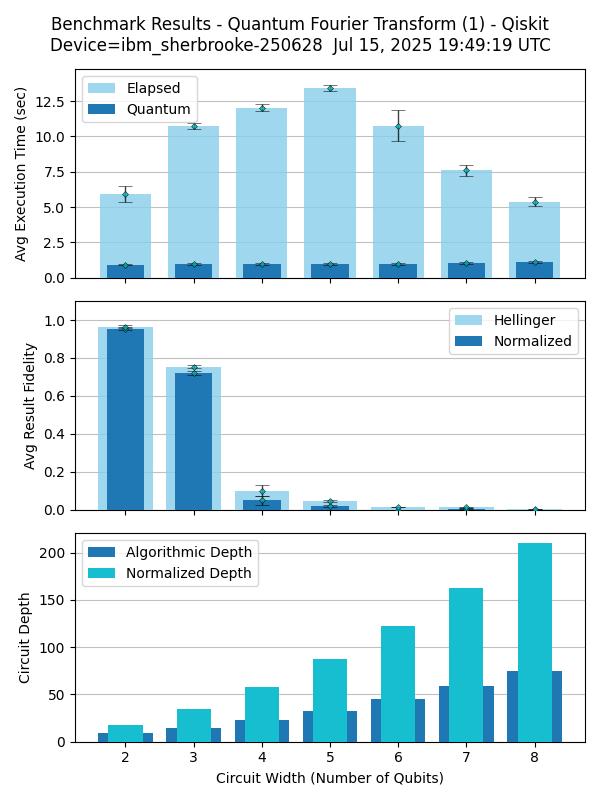 Benchmark Results - Quantum Fourier Transform (1) - Qiskit
Device=ibm_sherbrooke-250628  Jul 15, 2025 19:49:19 UTC
Avg Execution Time (sec)
12.5
10.0
7.5
5.0
2.5
0.0
Elapsed
Quantum
Avg Result Fidelity
1.0
0.8
0.6
0.4
0.2
0.0
Hellinger
Normalized
Circuit Depth
200
150
100
50
0
Algorithmic Depth
Normalized Depth
2 3 4 5 6 7 8
Circuit Width (Number of Qubits)